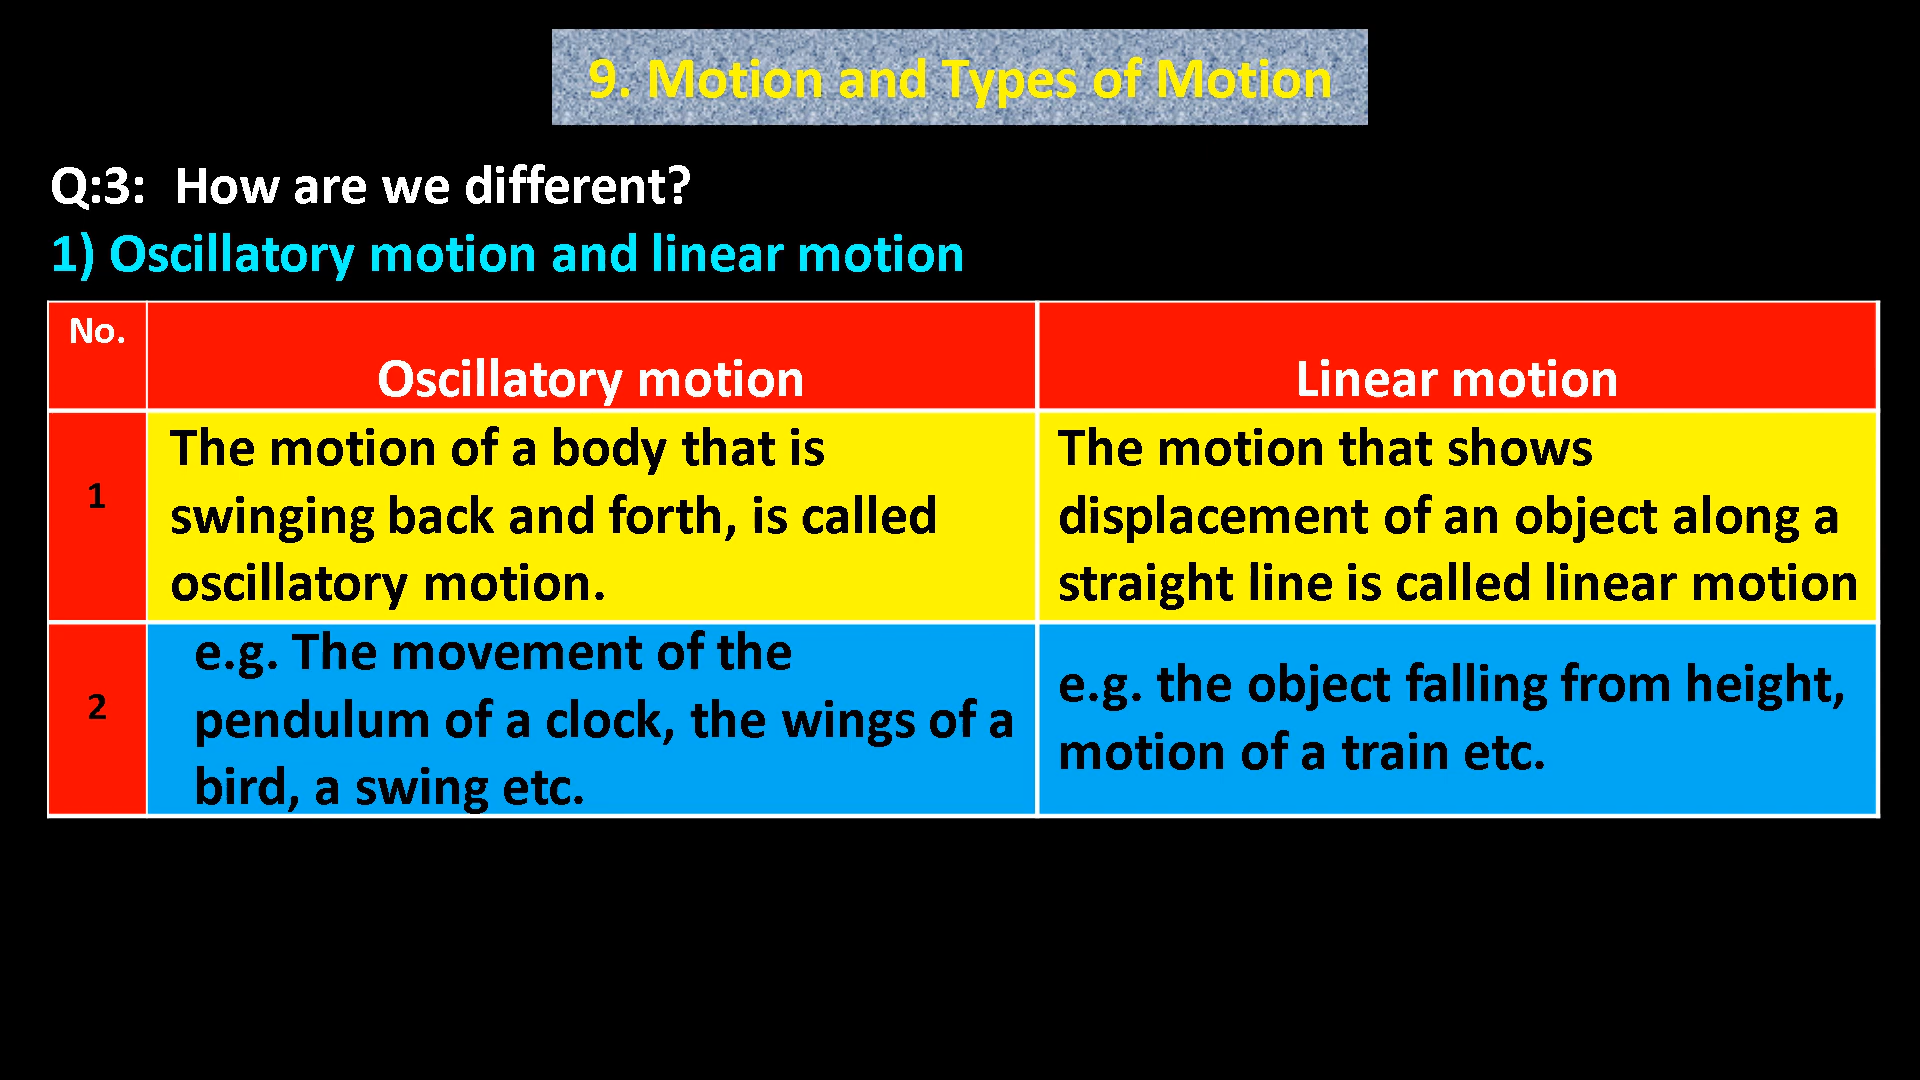 9. Motion and Types of Motion
Q:3: How are we different?
1) Oscillatory motion and linear motion
No.
Oscillatory motion
Linear motion
1
The motion of a body that is
swinging back and forth, is called
oscillatory motion.
The motion that shows
displacement of an object along a
straight line is called linear motion
2
e.g. The movement of the
pendulum of a clock, the wings of a
bird, a swing etc.
e.g. the object falling from height,
motion of a train etc.